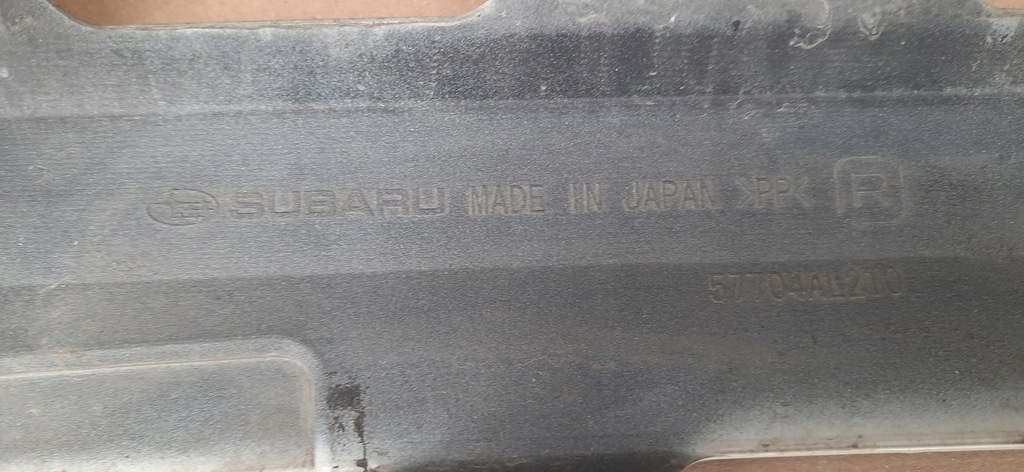 SUBARU MADE IN JAPAN >PP< R
57704AL210